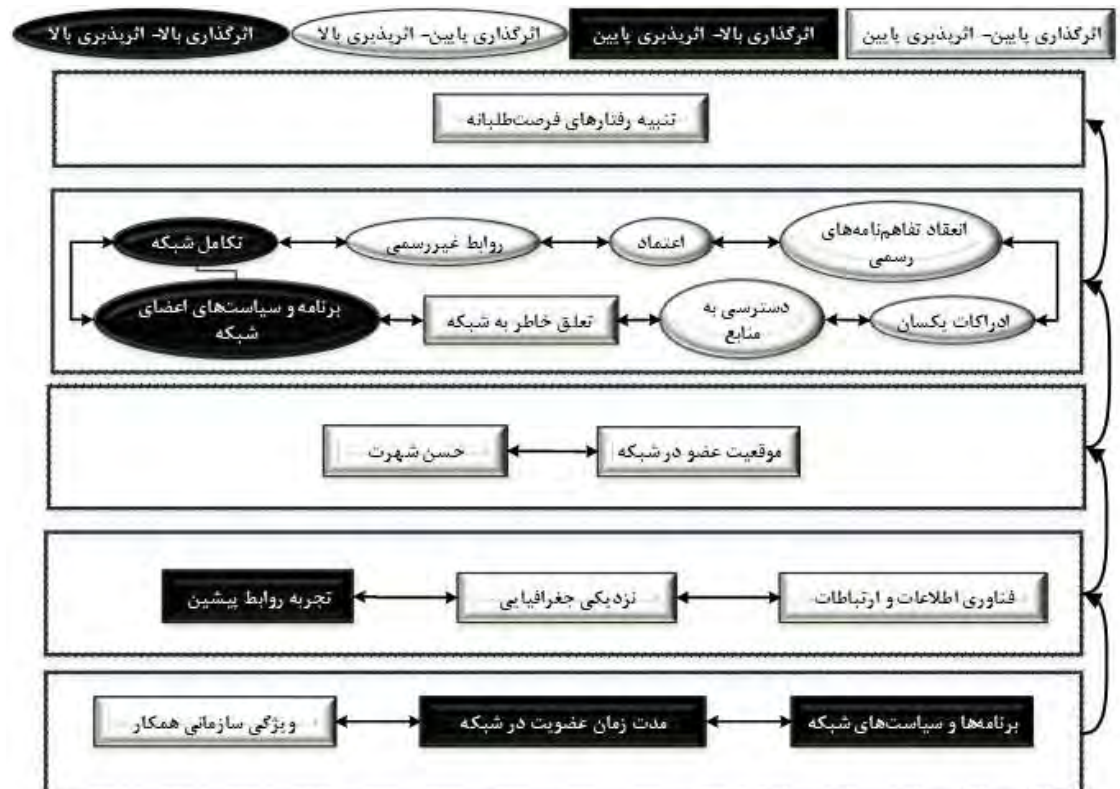 اثرگذاری پایین- اثرپذیری پایین
اثرگذاری بالا- اثرپذیری پایین
اثرگذاری پایین- اثرپذیری بالا
اثرگذاری بالا- اثرپذیری بالا
تنبیه رفتارهای فرصت‌طلبانه
انعقاد تفاهم‌نامه‌های
رسمی
اعتماد
روابط غیررسمی
تکامل شبکه
ادراکات یکسان
دسترسی به
منابع
تعلق خاطر به شبکه
برنامه و سیاست‌های اعضای
شبکه
موقعیت عضو در شبکه
حسن شهرت
فناوری اطلاعات و ارتباطات
نزدیکی جغرافیایی
تجربه روابط پیشین
برنامه‌ها و سیاست‌های شبکه
مدت زمان عضویت در شبکه
ویژگی سازمانی همکار